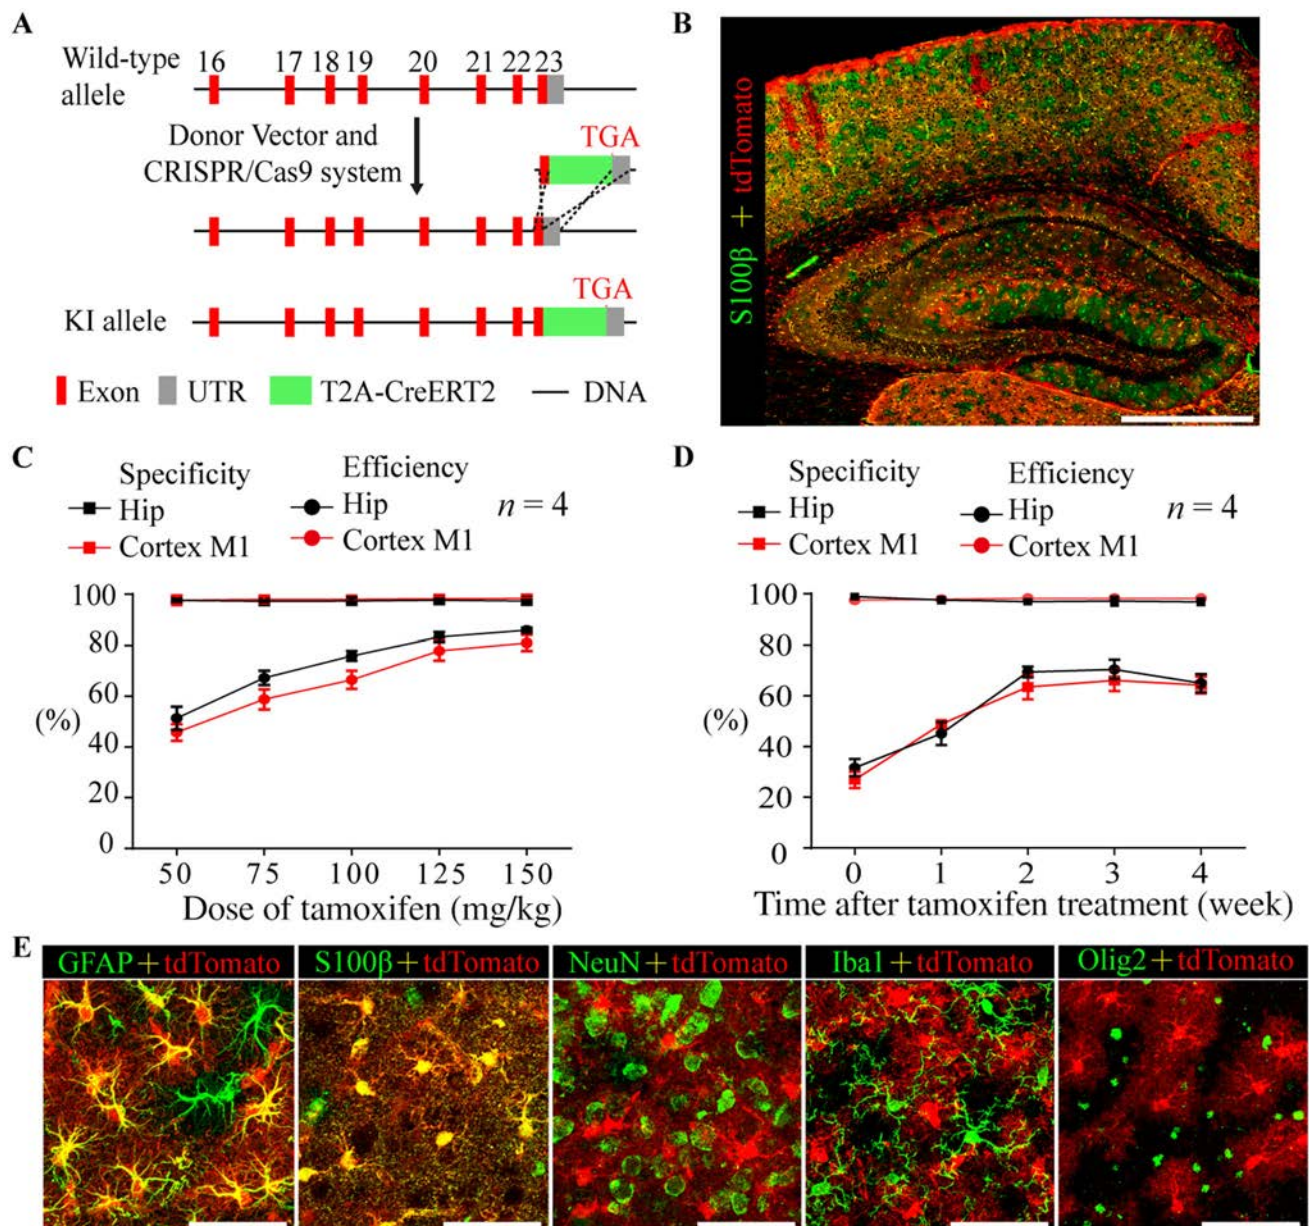 A
Wild-type
allele
16 17 18 19 20 21 22 23
Donor Vector and
CRISPR/Cas9 system
TGA
TGA
KI allele
Exon UTR T2A-CreERT2 DNA
B
S100β + tdTomato
C
Specificity Efficiency
Hip Hip n = 4
Cortex M1 Cortex M1
100
80
60
(%)
40
20
0
50 75 100 125 150
Dose of tamoxifen (mg/kg)
D
Specificity Efficiency
Hip Hip n = 4
Cortex M1 Cortex M1
100
80
60
(%)
40
20
0
0 1 2 3 4
Time after tamoxifen treatment (week)
E
GFAP+tdTomato S100β+tdTomato NeuN+tdTomato Iba1+tdTomato Olig2+tdTomato